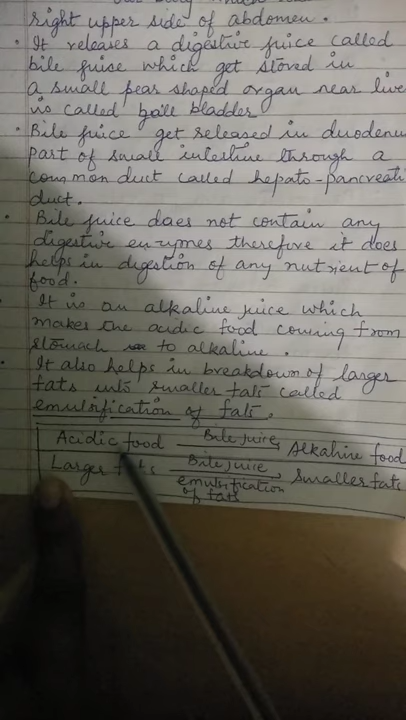 right upper side of abdomen.
• It releases a digestive juice called
bile juise which get stored in
a small pear shaped organ near live
is called gall bladder
• Bile juice get released in duodenu
part of small intestine through a
common duct called hepato-pancreati
duct.
• Bile juice does not contain any
digestive enzymes therefore it does
helps in digestion of any nutrient of
food.
It is an alkaline juice which
makes the acidic food coming from
stomach to alkaline.
• It also helps in breakdown of larger
fats into smaller fats called
emulsification of fats.
Acidic food Bile juice Alkaline food
Larger Bile juice smaller fats
emulsification
of fats